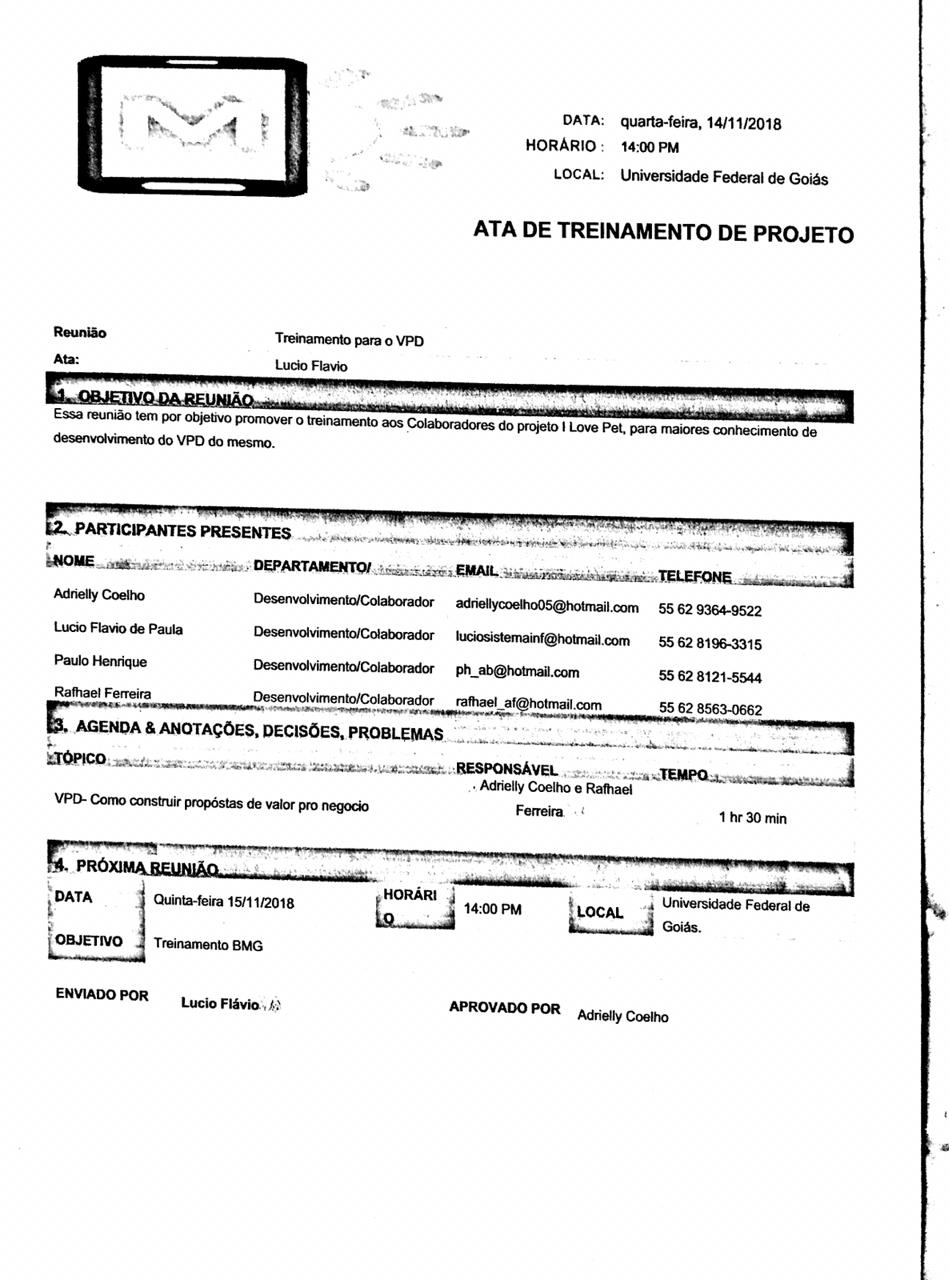 M
DATA: quarta-feira, 14/11/2018
HORÁRIO : 14:00 PM
LOCAL: Universidade Federal de Goiás
ATA DE TREINAMENTO DE PROJETO
Reunião Treinamento para o VPD
Ata: Lucio Flavio
1. OBJETIVO DA REUNIÃO
Essa reunião tem por objetivo promover o treinamento aos Colaboradores do projeto I Love Pet, para maiores conhecimento de
desenvolvimento do VPD do mesmo.
2. PARTICIPANTES PRESENTES
NOME DEPARTAMENTO/ EMAIL TELEFONE
Adrielly Coelho Desenvolvimento/Colaborador adriellycoelho05@hotmail.com 55 62 9364-9522
Lucio Flavio de Paula Desenvolvimento/Colaborador luciosistemainf@hotmail.com 55 62 8196-3315
Paulo Henrique Desenvolvimento/Colaborador ph_ab@hotmail.com 55 62 8121-5544
Rafhael Ferreira Desenvolvimento/Colaborador rafhael_af@hotmail.com 55 62 8563-0662
3. AGENDA & ANOTAÇÕES, DECISÕES, PROBLEMAS
TÓPICO RESPONSÁVEL TEMPO
VPD- Como construir propóstas de valor pro negocio Adrielly Coelho e Rafhael
Ferreira 1 hr 30 min
4. PRÓXIMA REUNIÃO
DATA Quinta-feira 15/11/2018 HORÁRI
O 14:00 PM LOCAL Universidade Federal de
Goiás.
OBJETIVO Treinamento BMG
ENVIADO POR Lucio Flávio APROVADO POR Adrielly Coelho